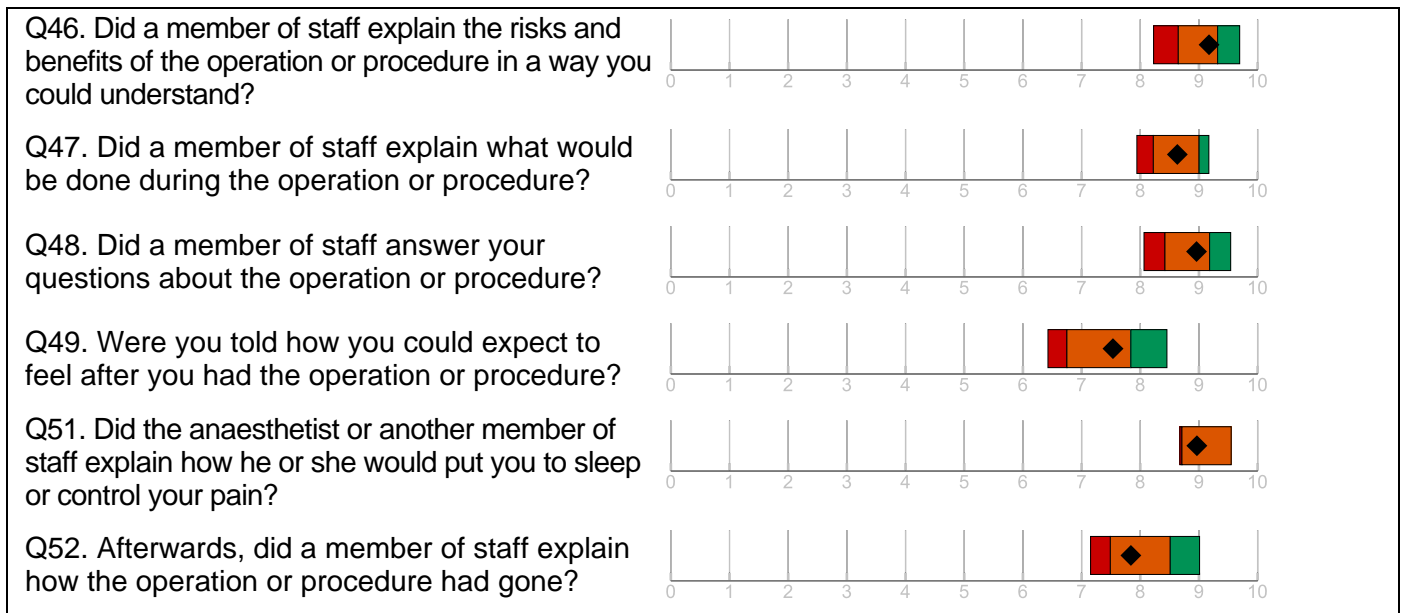 Q46. Did a member of staff explain the risks and
benefits of the operation or procedure in a way you
could understand?
0 1 2 3 4 5 6 7 8 9 10
Q47. Did a member of staff explain what would
be done during the operation or procedure?
0 1 2 3 4 5 6 7 8 9 10
Q48. Did a member of staff answer your
questions about the operation or procedure?
0 1 2 3 4 5 6 7 8 9 10
Q49. Were you told how you could expect to
feel after you had the operation or procedure?
0 1 2 3 4 5 6 7 8 9 10
Q51. Did the anaesthetist or another member of
staff explain how he or she would put you to sleep
or control your pain?
0 1 2 3 4 5 6 7 8 9 10
Q52. Afterwards, did a member of staff explain
how the operation or procedure had gone?
0 1 2 3 4 5 6 7 8 9 10